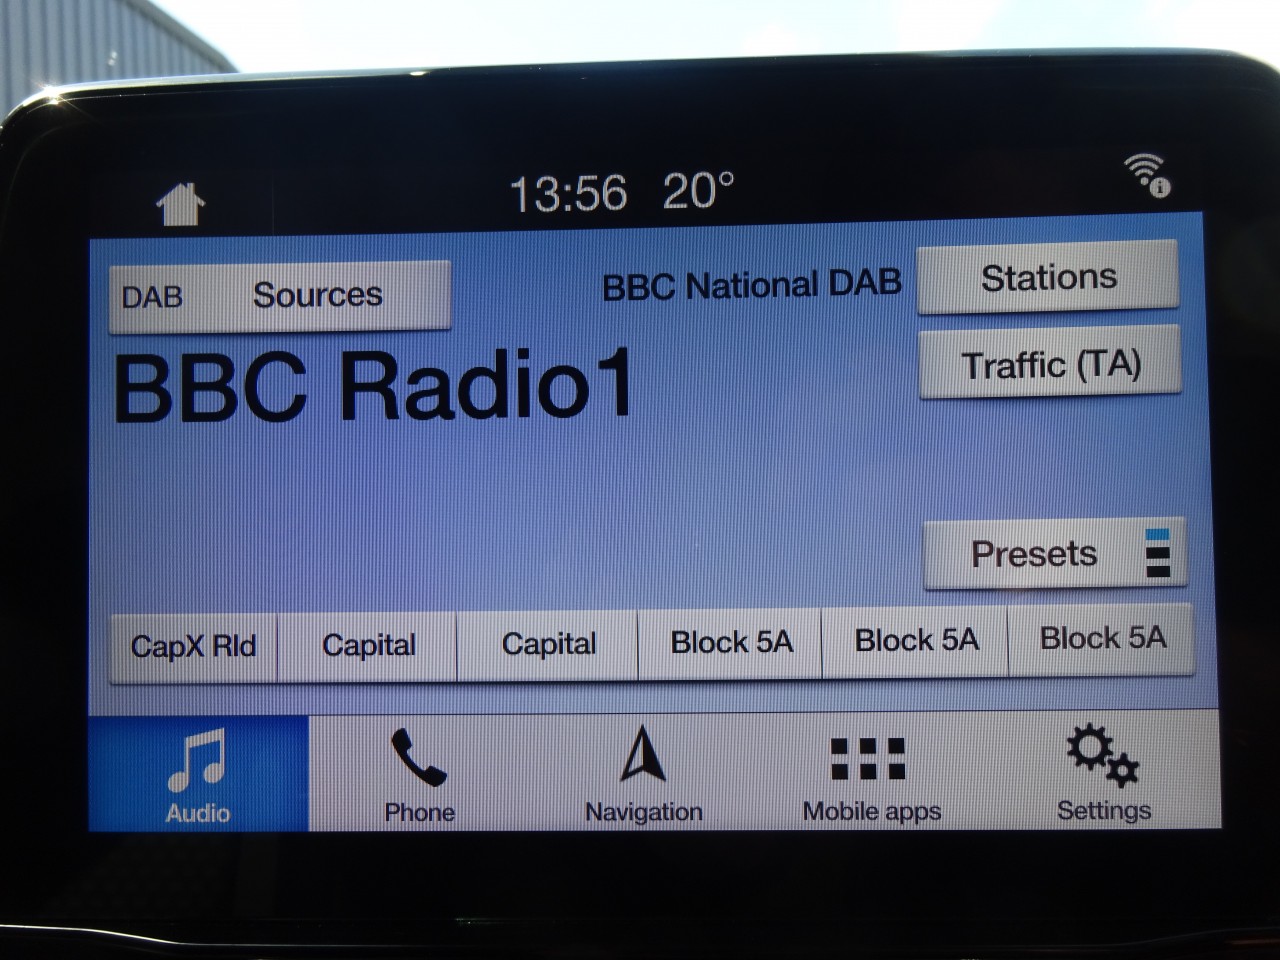 13:56 20°
DAB Sources
BBC National DAB
Stations
BBC Radio1
Traffic (TA)
Presets
CapX Rld
Capital
Capital
Block 5A
Block 5A
Block 5A
Audio
Phone
Navigation
Mobile apps
Settings